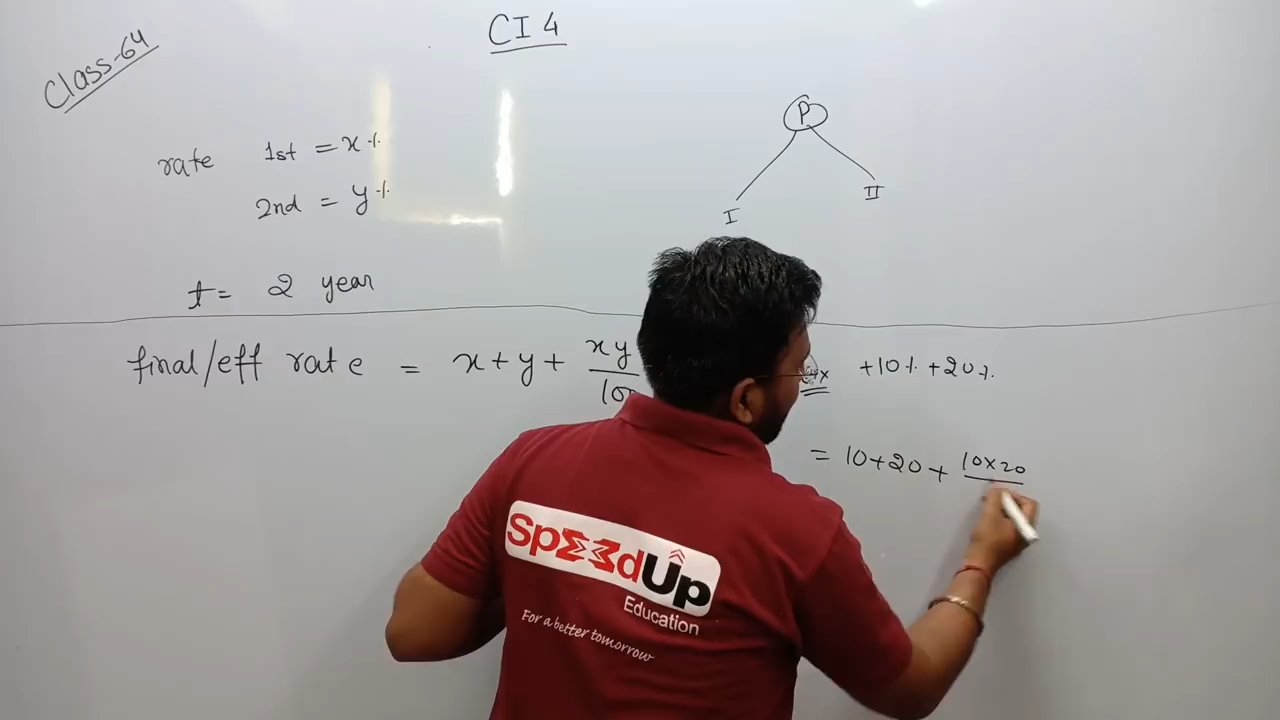 Class-64
CI 4
rate 1st = x%
2nd = y%
t = 2 year
P
I
II
final/eff rate = x + y + xy/10
+10% +20%
= 10+20+ 10×20
SpeedUp
Education
For a better tomorrow